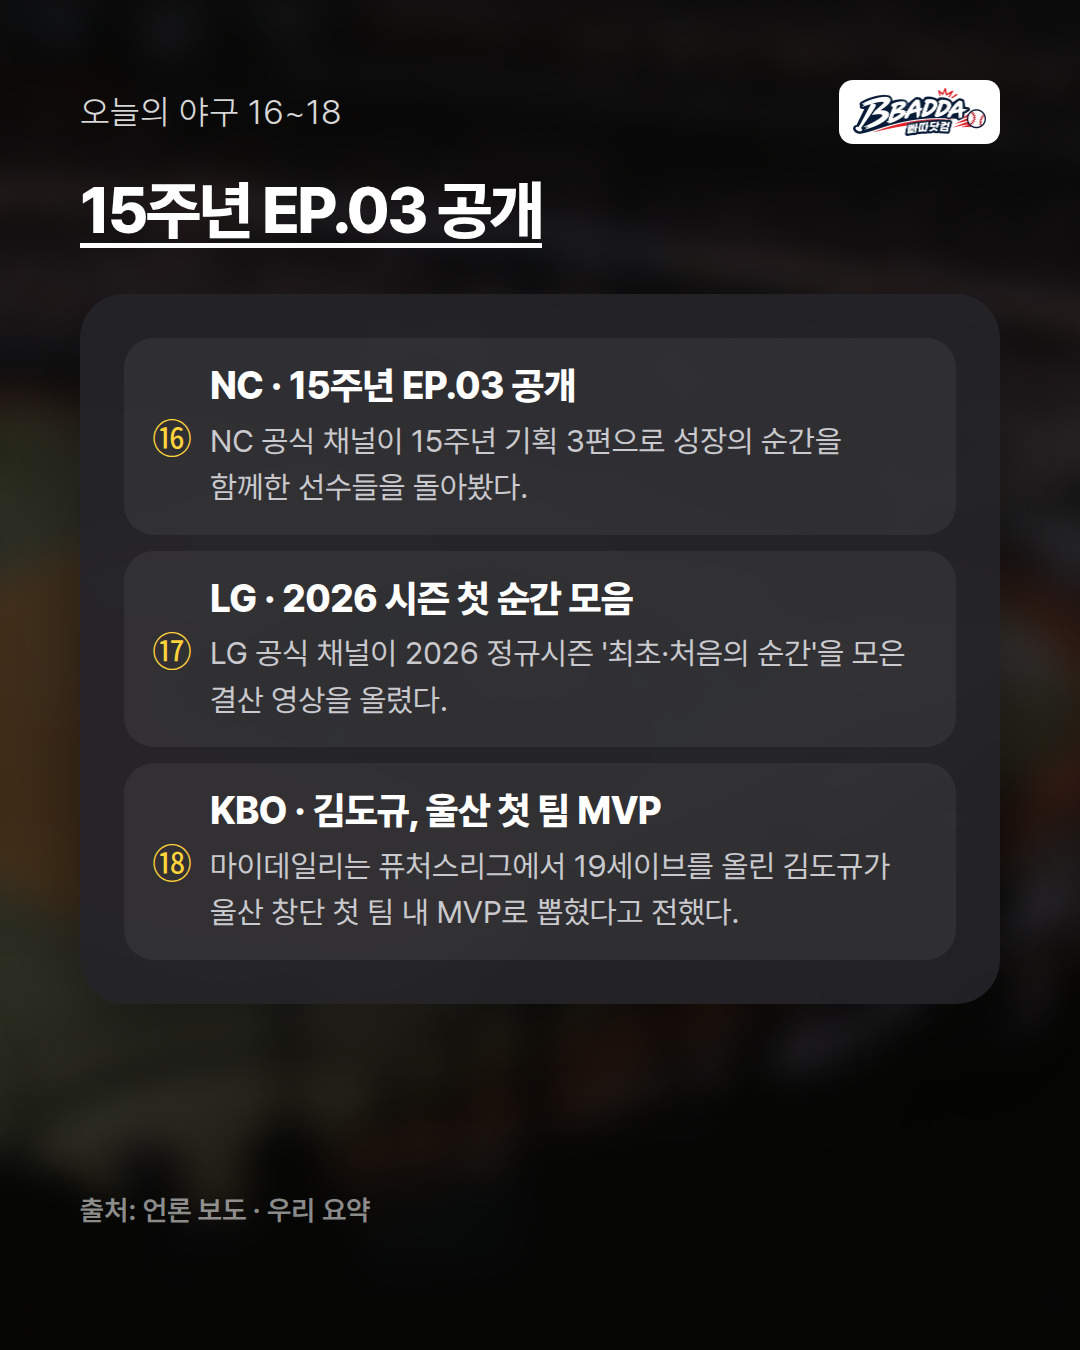 오늘의 야구 16~18
BBADDA
빠따닷컴
15주년 EP.03 공개
NC · 15주년 EP.03 공개
⑯ NC 공식 채널이 15주년 기획 3편으로 성장의 순간을
함께한 선수들을 돌아봤다.
LG · 2026 시즌 첫 순간 모음
⑰ LG 공식 채널이 2026 정규시즌 '최초·처음의 순간'을 모은
결산 영상을 올렸다.
KBO · 김도규, 울산 첫 팀 MVP
⑱ 마이데일리는 퓨처스리그에서 19세이브를 올린 김도규가
울산 창단 첫 팀 내 MVP로 뽑혔다고 전했다.
출처: 언론 보도 · 우리 요약